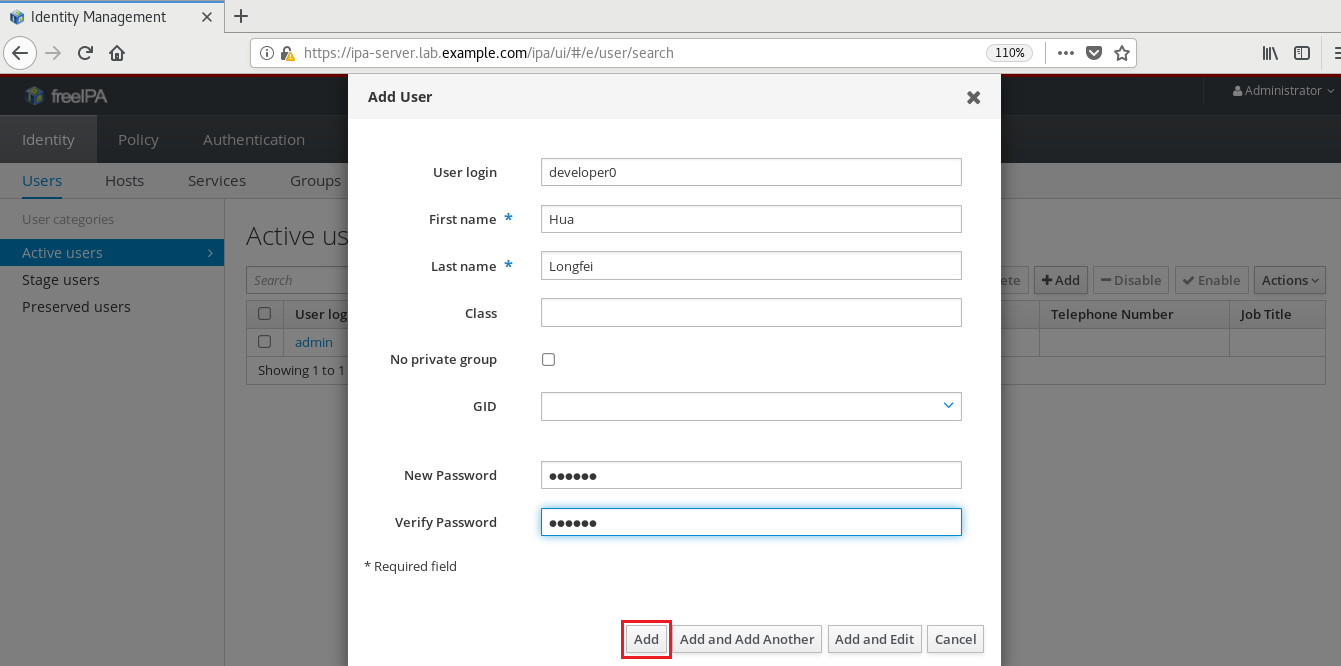 Identity Management
https://ipa-server.lab.example.com/ipa/ui/#/e/user/search
110%
freeIPA
Administrator
Add User
Identity
Policy
Authentication
Users
Hosts
Services
Groups
User categories
Active users
Stage users
Preserved users
Active us
Search
ete
Add
Disable
Enable
Actions
User log
Telephone Number
Job Title
admin
Showing 1 to 1
User login
developer0
First name *
Hua
Last name *
Longfei
Class
No private group
GID
New Password
●●●●●●
Verify Password
●●●●●●
* Required field
Add
Add and Add Another
Add and Edit
Cancel